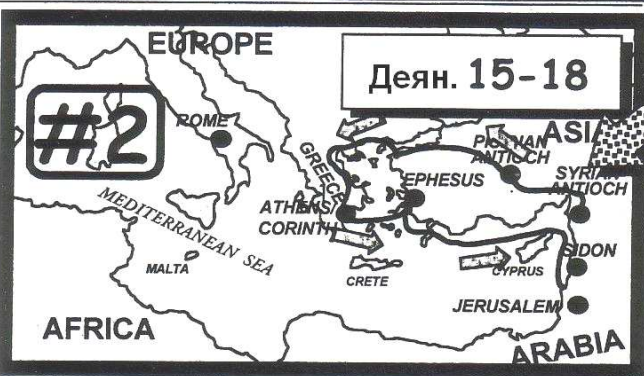 EUROPE
Деян. 15-18
#2
ROME
ASIA
PISIDIAN
ANTIOCH
GREECE
SYRIAN
ANTIOCH
EPHESUS
ATHENS/
CORINTH
MEDITERRANEAN SEA
SIDON
MALTA
CRETE
CYPRUS
JERUSALEM
AFRICA
ARABIA